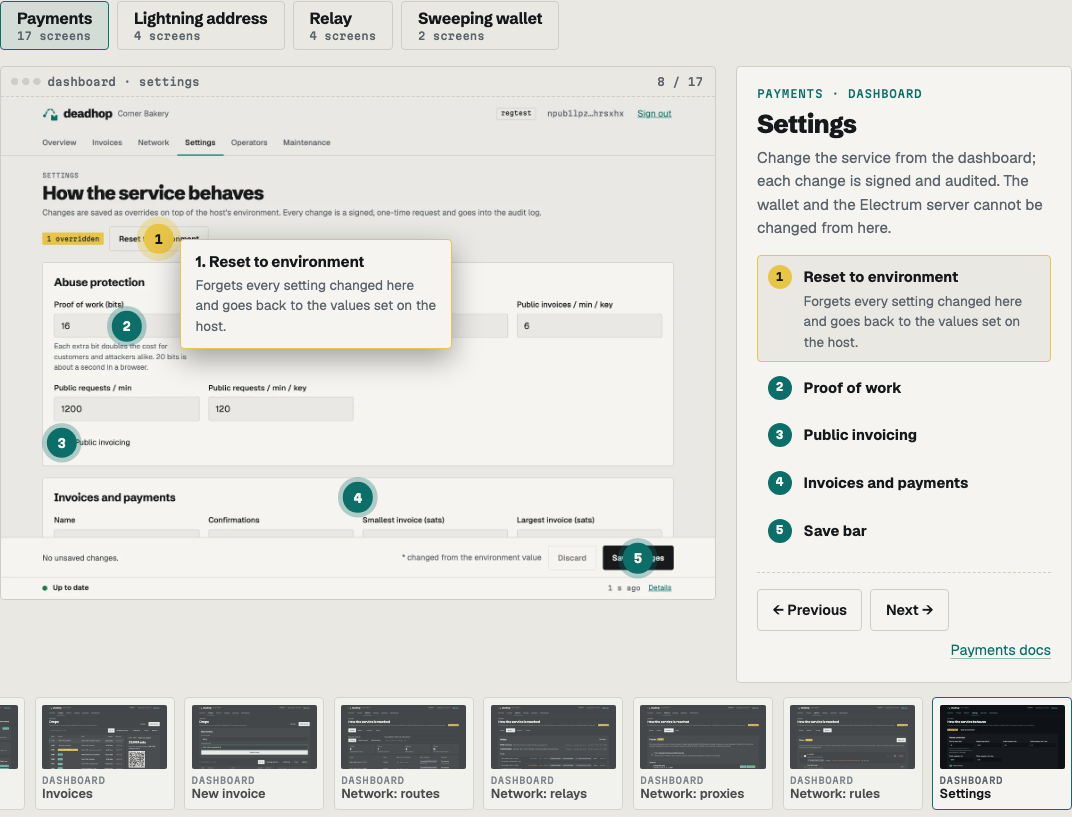 Payments
17 screens
Lightning address
4 screens
Relay
4 screens
Sweeping wallet
2 screens
dashboard · settings
8 / 17
deadhop Corner Bakery
regtest
npub1lpz…hrsxhx
Sign out
Overview
Invoices
Network
Settings
Operators
Maintenance
SETTINGS
How the service behaves
Changes are saved as overrides on top of the host's environment. Every change is a signed, one-time request and goes into the audit log.
1 overridden
1
1. Reset to environment
Forgets every setting changed here
and goes back to the values set on
the host.
Abuse protection
Proof of work (bits)
Public invoices / min / key
16
2
6
Each extra bit doubles the cost for
customers and attackers alike. 20 bits is
about a second in a browser.
Public requests / min
Public requests / min / key
1200
120
3
Public invoicing
Invoices and payments
4
Name
Confirmations
Smallest invoice (sats)
Largest invoice (sats)
No unsaved changes.
* changed from the environment value
Discard
5
Up to date
1 s ago
Details
PAYMENTS · DASHBOARD
Settings
Change the service from the dashboard;
each change is signed and audited. The
wallet and the Electrum server cannot be
changed from here.
1 Reset to environment
Forgets every setting changed here
and goes back to the values set on
the host.
2 Proof of work
3 Public invoicing
4 Invoices and payments
5 Save bar
← Previous
Next →
Payments docs
DASHBOARD
Invoices
DASHBOARD
New invoice
DASHBOARD
Network: routes
DASHBOARD
Network: relays
DASHBOARD
Network: proxies
DASHBOARD
Network: rules
DASHBOARD
Settings